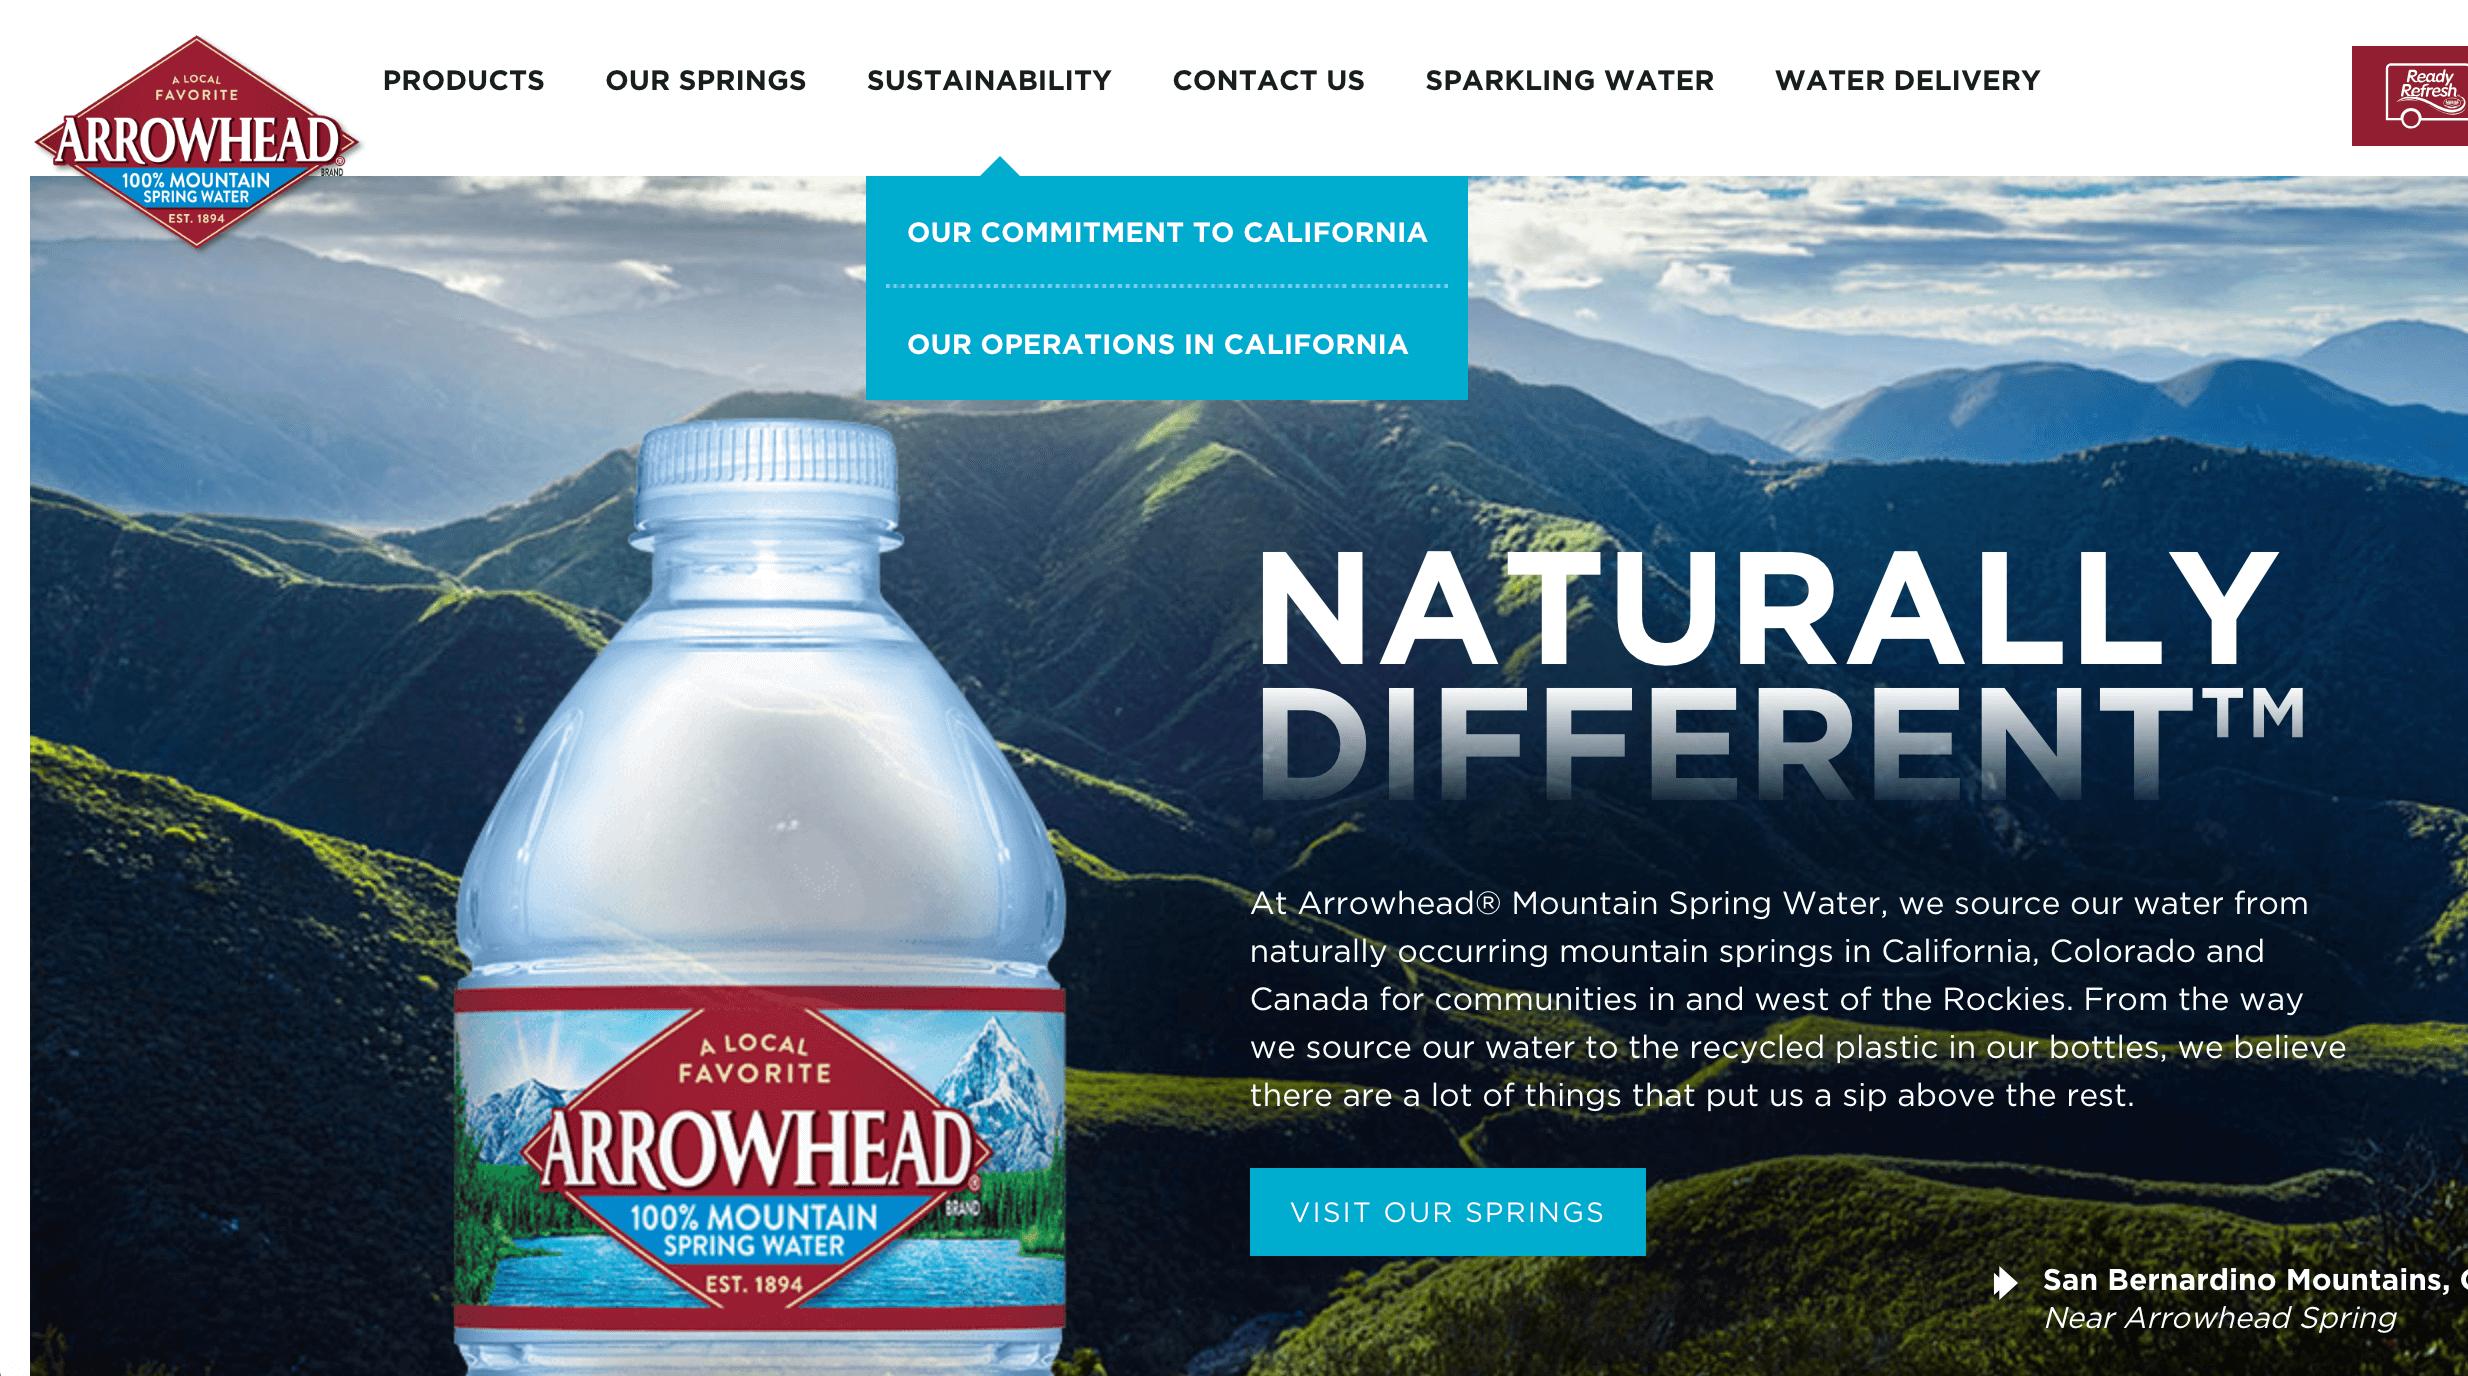 A LOCAL
FAVORITE
ARROWHEAD®
BRAND
100% MOUNTAIN
SPRING WATER
EST. 1894
PRODUCTS
OUR SPRINGS
SUSTAINABILITY
CONTACT US
SPARKLING WATER
WATER DELIVERY
Ready
Refresh
OUR COMMITMENT TO CALIFORNIA
OUR OPERATIONS IN CALIFORNIA
NATURALLY
DIFFERENT™
At Arrowhead® Mountain Spring Water, we source our water from
naturally occurring mountain springs in California, Colorado and
Canada for communities in and west of the Rockies. From the way
we source our water to the recycled plastic in our bottles, we believe
there are a lot of things that put us a sip above the rest.
VISIT OUR SPRINGS
San Bernardino Mountains,
Near Arrowhead Spring
A LOCAL
FAVORITE
ARROWHEAD®
BRAND
100% MOUNTAIN
SPRING WATER
EST. 1894